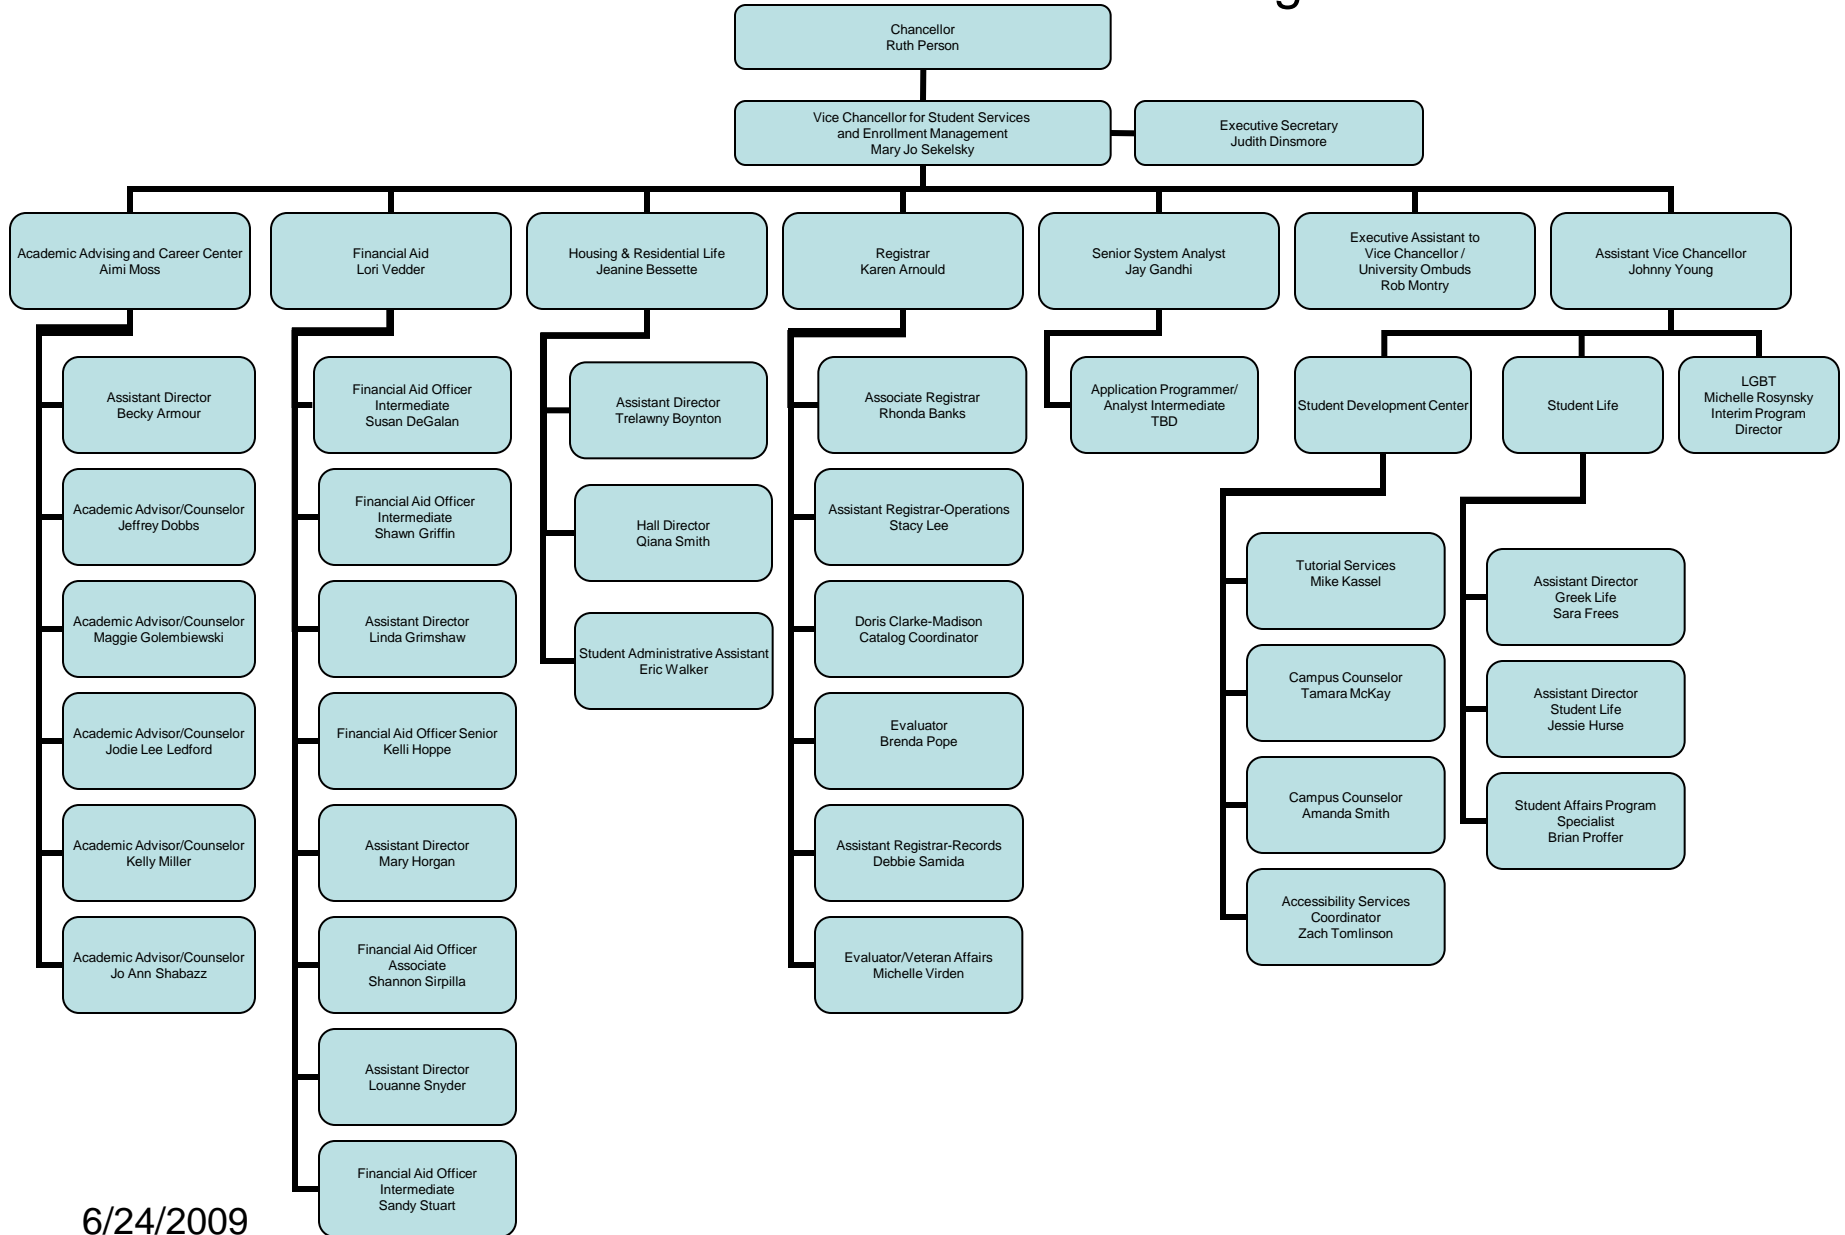 g
Chancellor
Ruth Person
Vice Chancellor for Student Services
and Enrollment Management
Mary Jo Sekelsky
Executive Secretary
Judith Dinsmore
Academic Advising and Career Center
Aimi Moss
Financial Aid
Lori Vedder
Housing & Residential Life
Jeanine Bessette
Registrar
Karen Arnould
Senior System Analyst
Jay Gandhi
Executive Assistant to
Vice Chancellor /
University Ombuds
Rob Montry
Assistant Vice Chancellor
Johnny Young
Assistant Director
Becky Armour
Academic Advisor/Counselor
Jeffrey Dobbs
Academic Advisor/Counselor
Maggie Golembiewski
Academic Advisor/Counselor
Jodie Lee Ledford
Academic Advisor/Counselor
Kelly Miller
Academic Advisor/Counselor
Jo Ann Shabazz
Financial Aid Officer
Intermediate
Susan DeGalan
Financial Aid Officer
Intermediate
Shawn Griffin
Assistant Director
Linda Grimshaw
Financial Aid Officer Senior
Kelli Hoppe
Assistant Director
Mary Horgan
Financial Aid Officer
Associate
Shannon Sirpilla
Assistant Director
Louanne Snyder
Financial Aid Officer
Intermediate
Sandy Stuart
Assistant Director
Trelawny Boynton
Hall Director
Qiana Smith
Student Administrative Assistant
Eric Walker
Associate Registrar
Rhonda Banks
Assistant Registrar-Operations
Stacy Lee
Doris Clarke-Madison
Catalog Coordinator
Evaluator
Brenda Pope
Assistant Registrar-Records
Debbie Samida
Evaluator/Veteran Affairs
Michelle Virden
Application Programmer/
Analyst Intermediate
TBD
Student Development Center
Student Life
LGBT
Michelle Rosynsky
Interim Program
Director
Tutorial Services
Mike Kassel
Campus Counselor
Tamara McKay
Campus Counselor
Amanda Smith
Accessibility Services
Coordinator
Zach Tomlinson
Assistant Director
Greek Life
Sara Frees
Assistant Director
Student Life
Jessie Hurse
Student Affairs Program
Specialist
Brian Proffer
6/24/2009